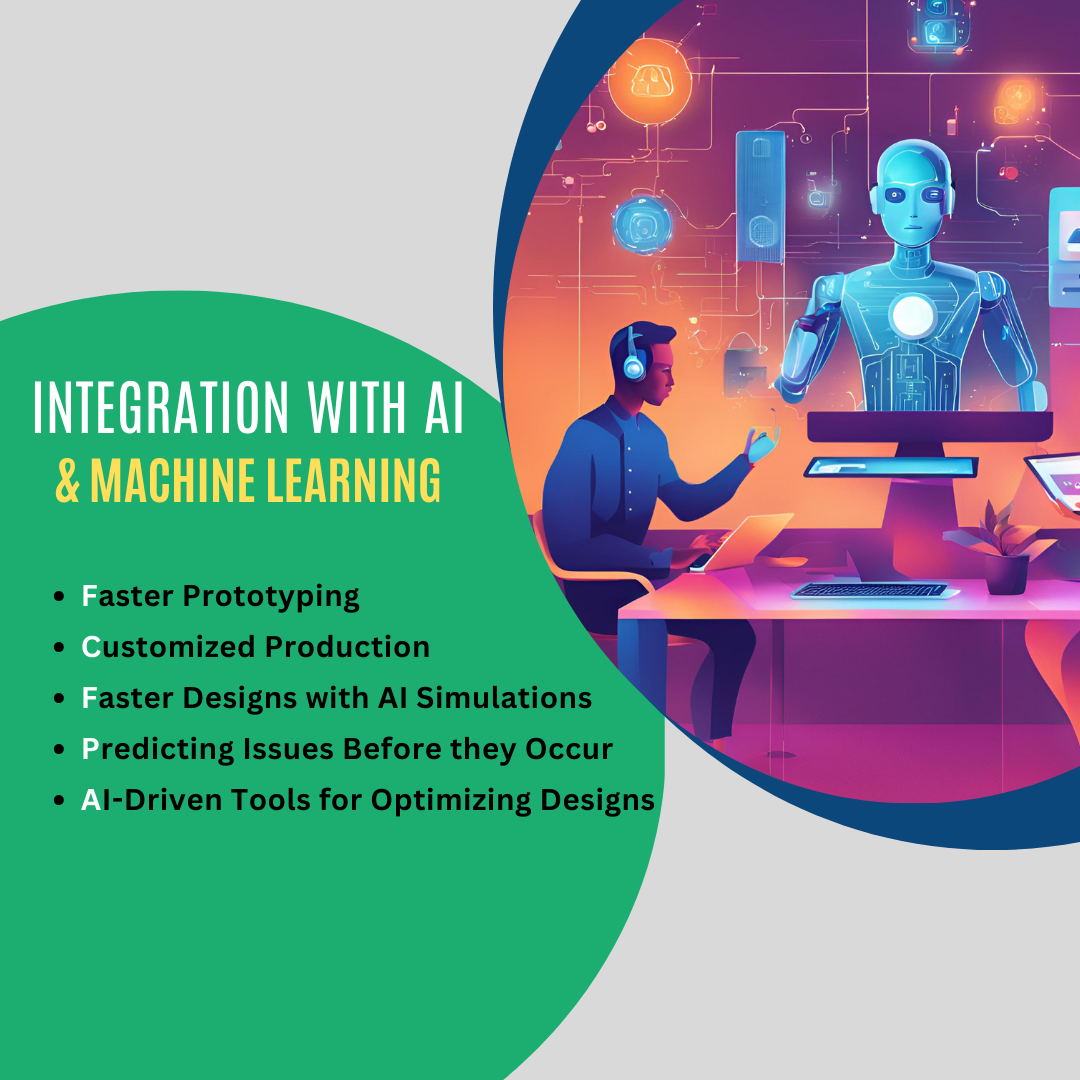 INTEGRATION WITH AI
& MACHINE LEARNING
• Faster Prototyping
• Customized Production
• Faster Designs with AI Simulations
• Predicting Issues Before they Occur
• AI-Driven Tools for Optimizing Designs